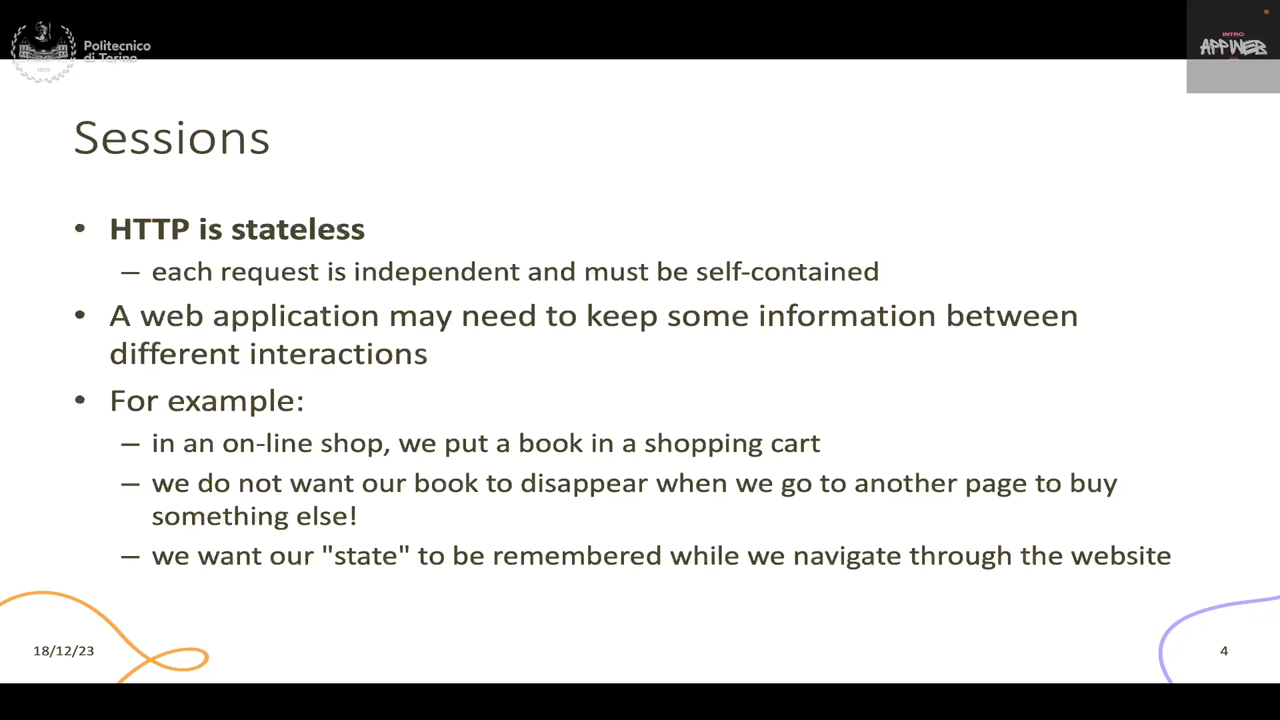 Politecnico
di Torino
INTRO
APPWEB
Sessions
• HTTP is stateless
– each request is independent and must be self-contained
• A web application may need to keep some information between
different interactions
• For example:
– in an on-line shop, we put a book in a shopping cart
– we do not want our book to disappear when we go to another page to buy
something else!
– we want our "state" to be remembered while we navigate through the website
18/12/23
4